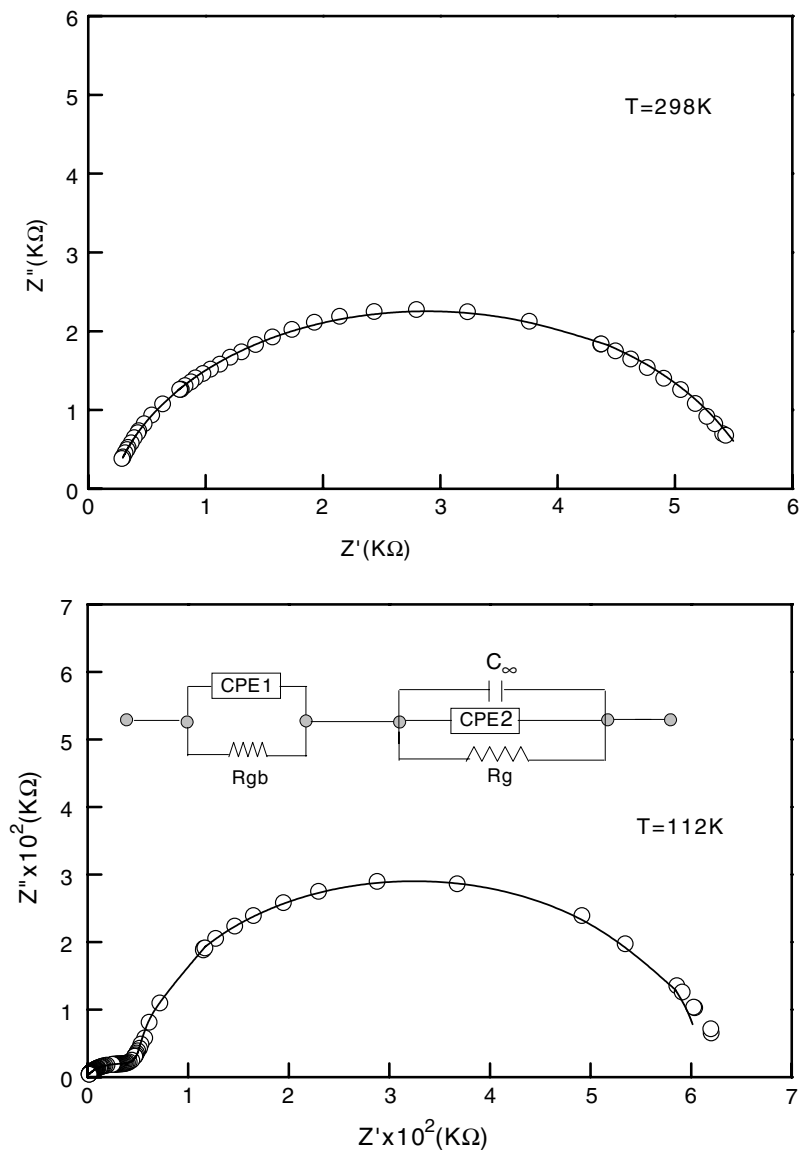 6
5
4
3
2
1
0
Z"(KΩ)
T=298K
0 1 2 3 4 5 6
Z'(KΩ)
7
6
5
4
3
2
1
0
Z"x10²(KΩ)
C∞
CPE1
CPE2
Rgb
Rg
T=112K
0 1 2 3 4 5 6 7
Z'x10²(KΩ)